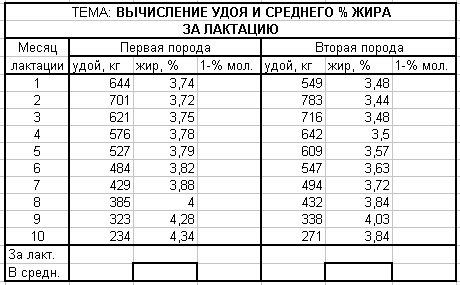 ТЕМА: ВЫЧИСЛЕНИЕ УДОЯ И СРЕДНЕГО % ЖИРА
ЗА ЛАКТАЦИЮ
Месяц Первая порода Вторая порода
лактации удой, кг жир, % 1-% мол. удой, кг жир, % 1-% мол.
1 644 3,74 549 3,48
2 701 3,72 783 3,44
3 621 3,75 716 3,48
4 576 3,78 642 3,5
5 527 3,79 609 3,57
6 484 3,82 547 3,63
7 429 3,88 494 3,72
8 385 4 432 3,84
9 323 4,28 338 4,03
10 234 4,34 271 3,84
За лакт.
В средн.